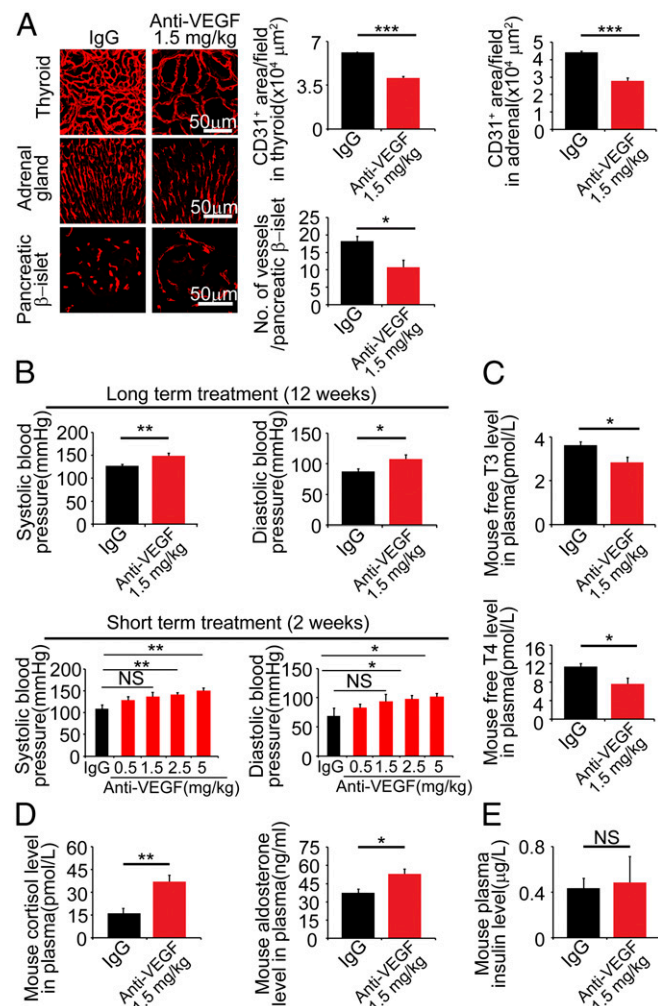 A
IgG
Anti-VEGF
1.5 mg/kg
Thyroid
50μm
Adrenal
gland
50μm
Pancreatic
β–islet
50μm
CD31⁺ area/field
in thyroid(x10⁴ μm²)
7
3.5
0
***
IgG
Anti-VEGF
1.5 mg/kg
CD31⁺ area/field
in adrenal(x10⁴ μm²)
5
4
3
2
1
0
***
IgG
Anti-VEGF
1.5 mg/kg
No. of vessels
/pancreatic β–islet
25
20
15
10
5
0
*
IgG
Anti-VEGF
1.5 mg/kg
B
Long term treatment (12 weeks)
Systolic blood
pressure(mmHg)
200
150
100
50
0
**
IgG
Anti-VEGF
1.5 mg/kg
Diastolic blood
pressure(mmHg)
200
150
100
50
0
*
IgG
Anti-VEGF
1.5 mg/kg
Short term treatment (2 weeks)
Systolic blood
pressure(mmHg)
200
150
100
50
0
**
**
NS
IgG 0.5 1.5 2.5 5
Anti-VEGF(mg/kg)
Diastolic blood
pressure(mmHg)
200
150
100
50
0
*
*
NS
IgG 0.5 1.5 2.5 5
Anti-VEGF(mg/kg)
C
Mouse free T3 level
in plasma(pmol/L)
4
2
0
*
IgG
Anti-VEGF
1.5 mg/kg
Mouse free T4 level
in plasma(pmol/L)
16
12
8
4
0
*
IgG
Anti-VEGF
1.5 mg/kg
D
Mouse cortisol level
in plasma(pmol/L)
60
45
30
15
0
**
IgG
Anti-VEGF
1.5 mg/kg
Mouse aldosterone
level in plasma(ng/ml)
75
60
45
30
15
0
*
IgG
Anti-VEGF
1.5 mg/kg
E
Mouse plasma
insulin level(μg/L)
0.8
0.4
0
NS
IgG
Anti-VEGF
1.5 mg/kg